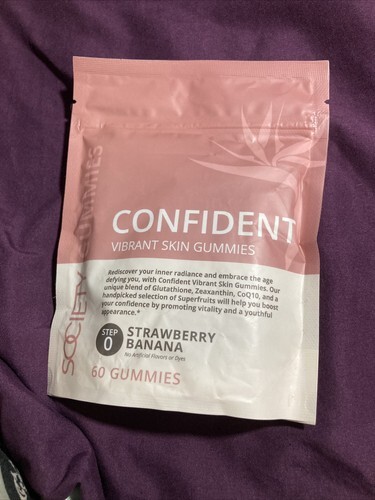 CONFIDENT
VIBRANT SKIN GUMMIES
Rediscover your inner radiance and embrace the age
defying you, with Confident Vibrant Skin Gummies. Our
unique blend of Glutathione, Zeaxanthin, CoQ10, and a
handpicked selection of Superfruits will help you boost
your confidence by promoting vitality and a youthful
appearance.*
STEP
0
STRAWBERRY
BANANA
No Artificial Flavors or Dyes
60 GUMMIES
SOCIETY GUMMIES